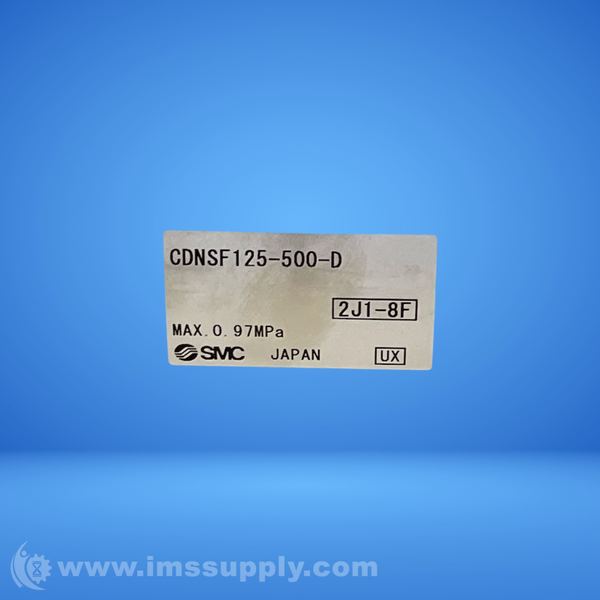 CDNSF125-500-D
2J1-8F
MAX.0.97MPa
SMC JAPAN UX
www.imssupply.com